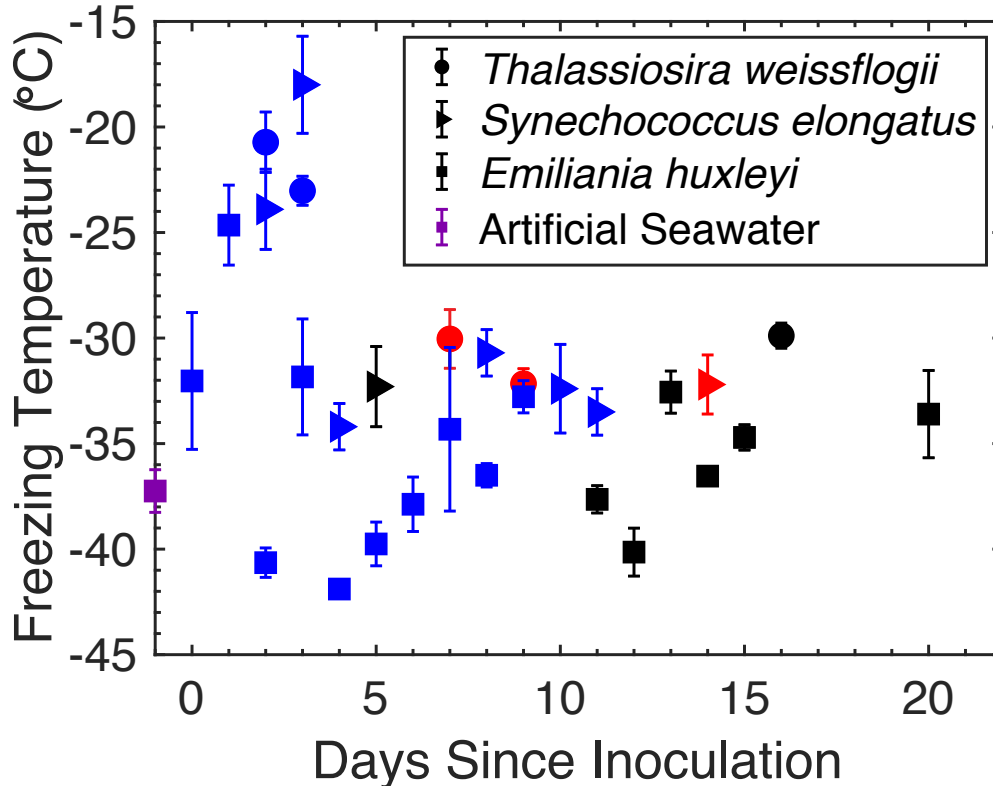 Freezing Temperature (°C)
-15
-20
-25
-30
-35
-40
-45
Thalassiosira weissflogii
Synechococcus elongatus
Emiliania huxleyi
Artificial Seawater
0 5 10 15 20
Days Since Inoculation